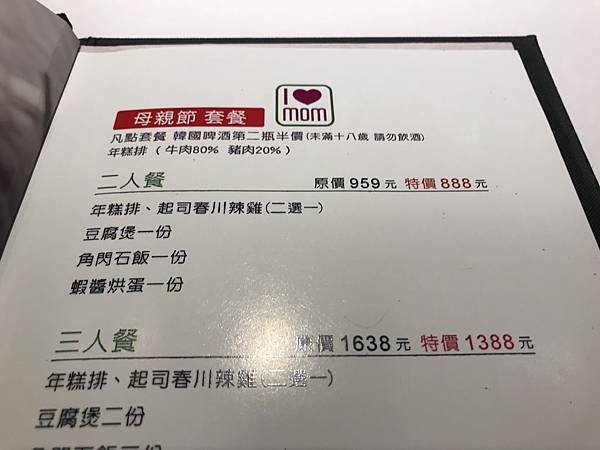 母親節 套餐
I
mom
凡點套餐 韓國啤酒第二瓶半價(未滿十八歲 請勿飲酒)
年糕排 ( 牛肉80% 豬肉20% )
二人餐 原價 959 元 特價 888 元
年糕排、起司春川辣雞(二選一)
豆腐煲一份
角閃石飯一份
蝦醬烘蛋一份
三人餐 原價 1638 元 特價 1388 元
年糕排、起司春川辣雞(二選一)
豆腐煲二份